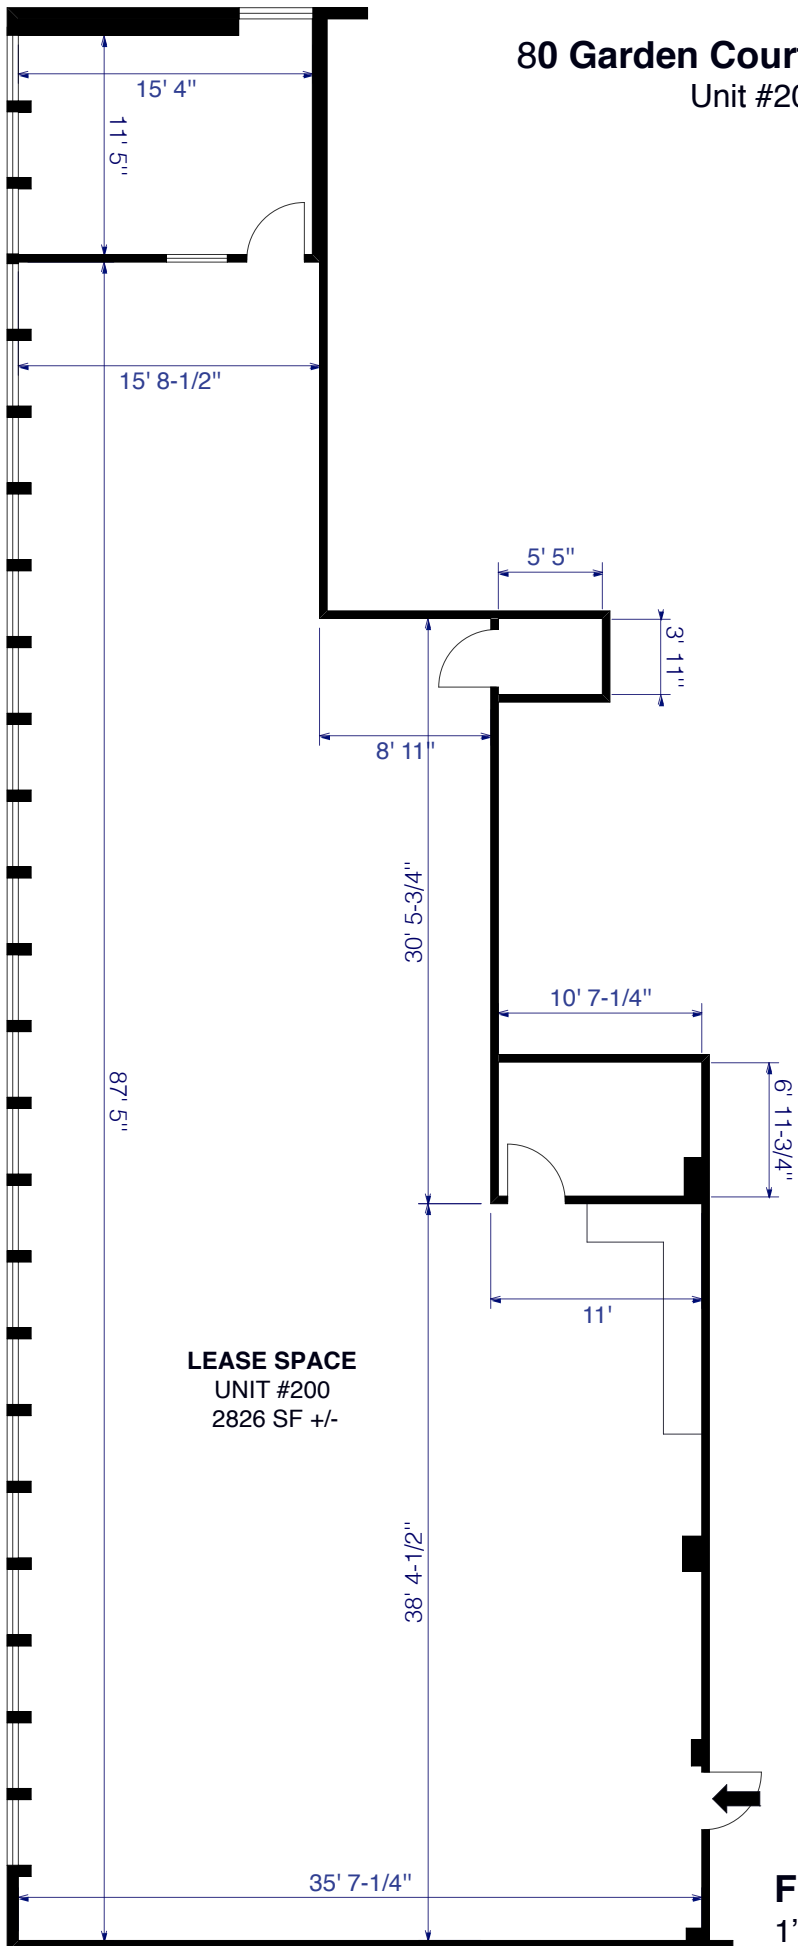 80 Garden Cour
Unit #20
15' 4"
11' 5"
15' 8-1/2"
5' 5"
3' 11"
8' 11"
30' 5-3/4"
10' 7-1/4"
87' 5"
6' 11-3/4"
11'
LEASE SPACE
UNIT #200
2826 SF +/-
38' 4-1/2"
35' 7-1/4"
F
1'